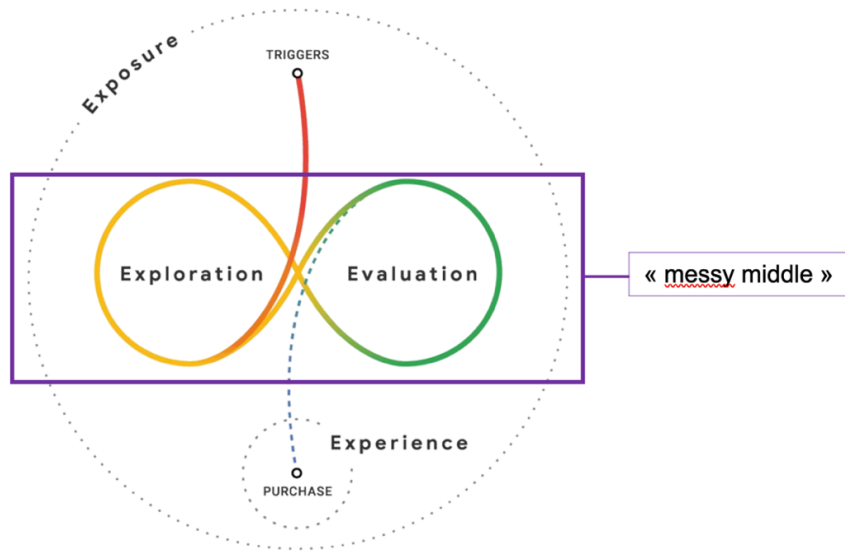 Exposure
TRIGGERS
Exploration
Evaluation
« messy middle »
Experience
PURCHASE